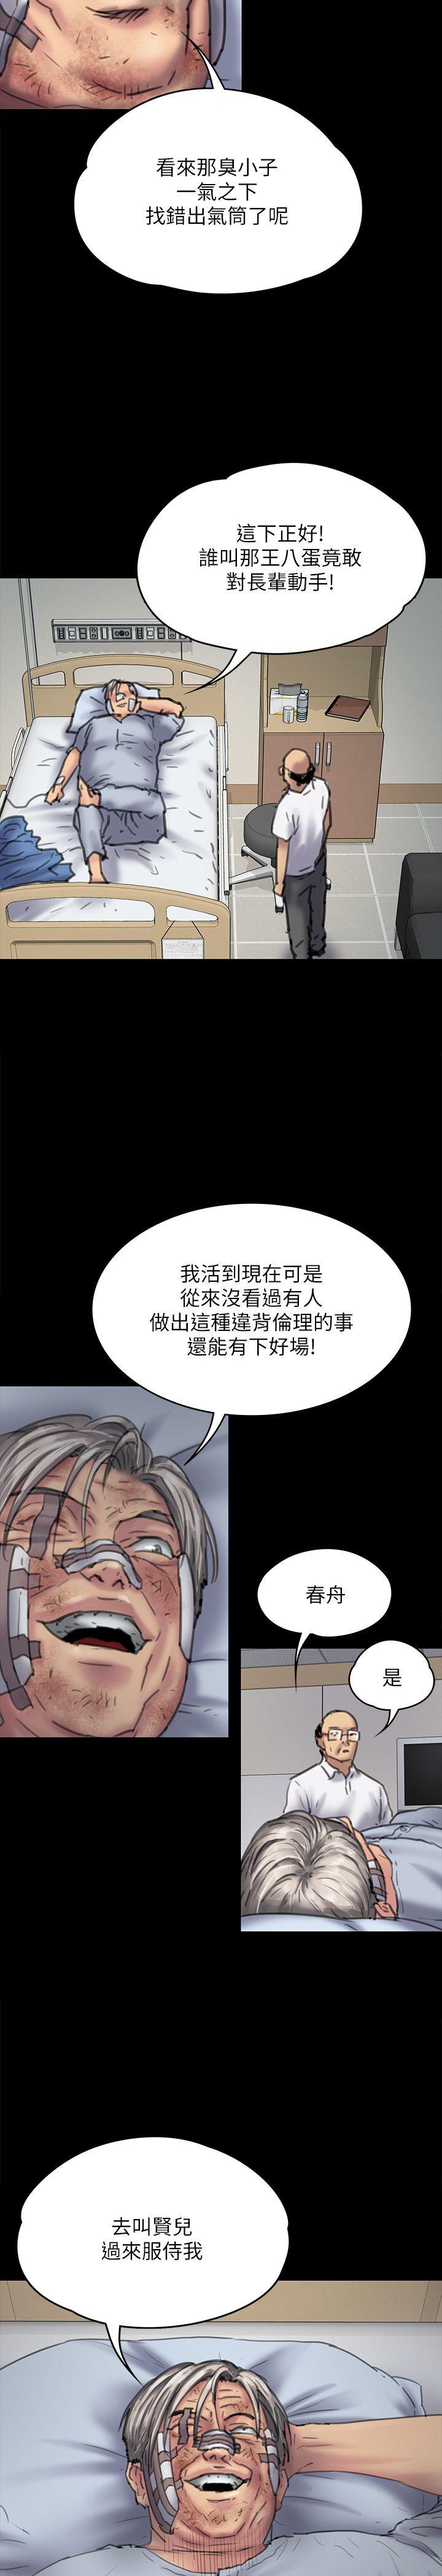 看來那臭小子
一氣之下
找錯出氣筒了呢
這下正好!
誰叫那王八蛋竟敢
對長輩動手!
我活到現在可是
從來沒看過有人
做出這種違背倫理的事
還能有下好場!
春舟
是
去叫賢兒
過來服侍我